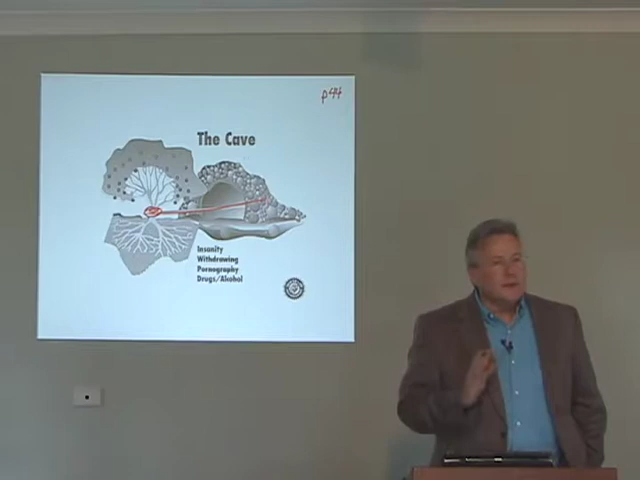 p44
The Cave
Insanity
Withdrawing
Pornography
Drugs/Alcohol